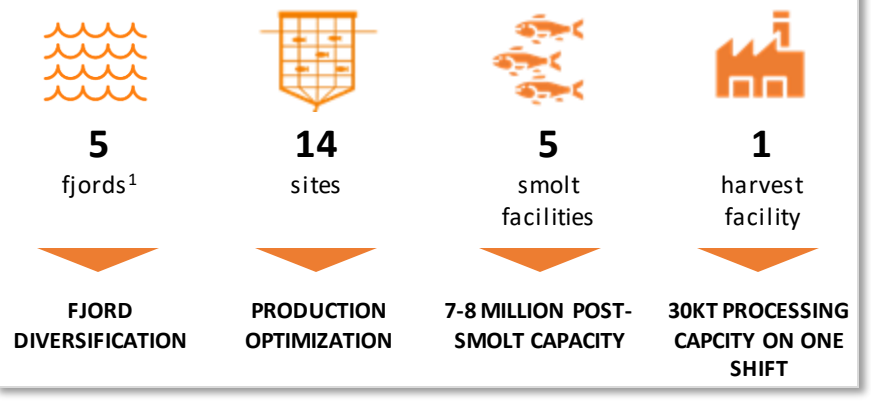 5
fjords¹
FJORD
DIVERSIFICATION
14
sites
PRODUCTION
OPTIMIZATION
5
smolt
facilities
7-8 MILLION POST-
SMOLT CAPACITY
1
harvest
facility
30KT PROCESSING
CAPCITY ON ONE
SHIFT